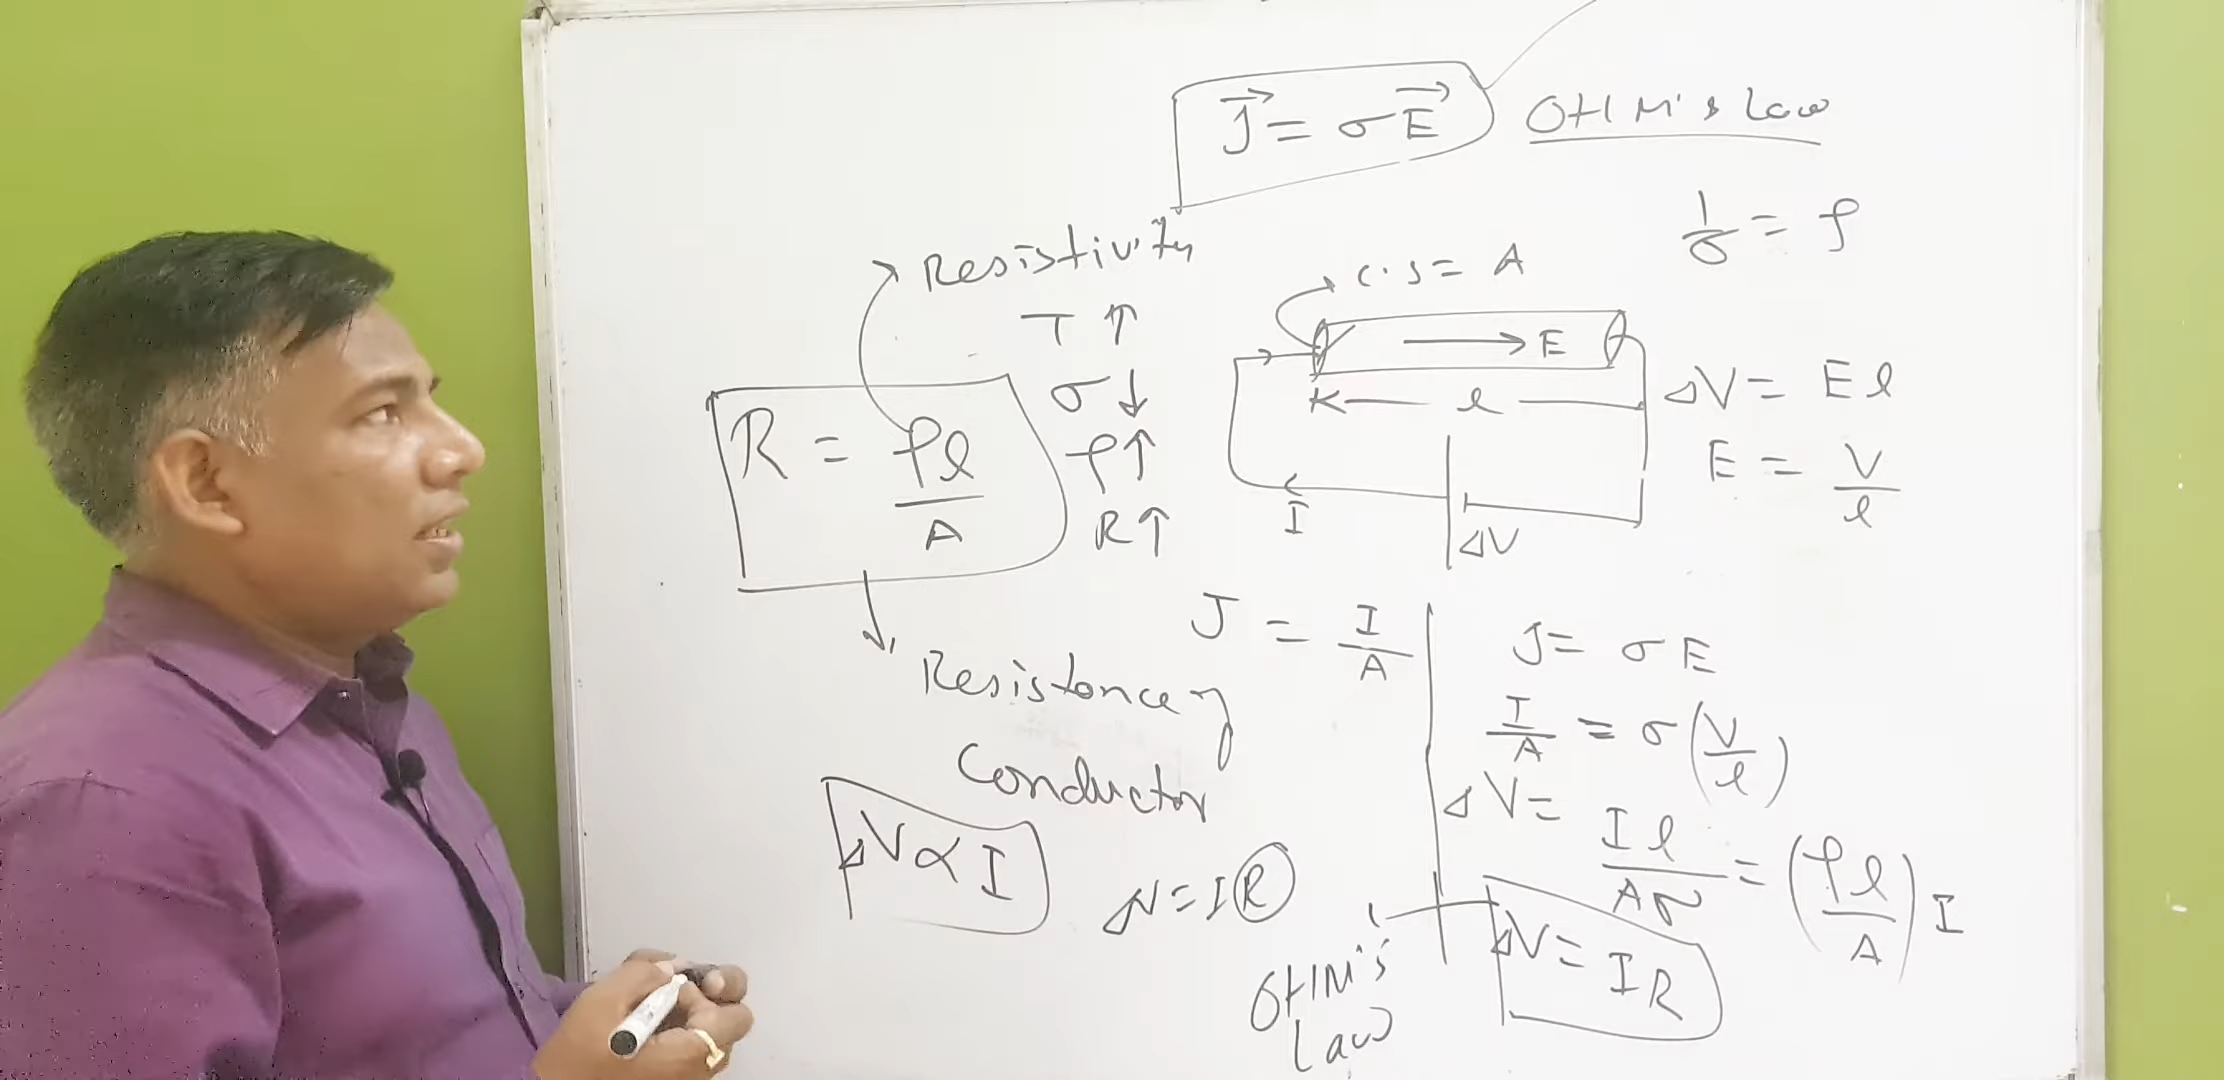 J⃗ = σE⃗
OHM's Law
1/σ = ρ
Resistivity
T ↑
σ ↓
ρ ↑
R ↑
R = ρl/A
Resistance of
Conductor
c.s = A
E
l
I
ΔV
ΔV = El
E = V/l
J = I/A
J = σE
I/A = σ(V/l)
ΔV = Il/Aσ = (ρl/A) I
ΔV = IR
OHM's
Law
ΔV ∝ I
ΔV = IR